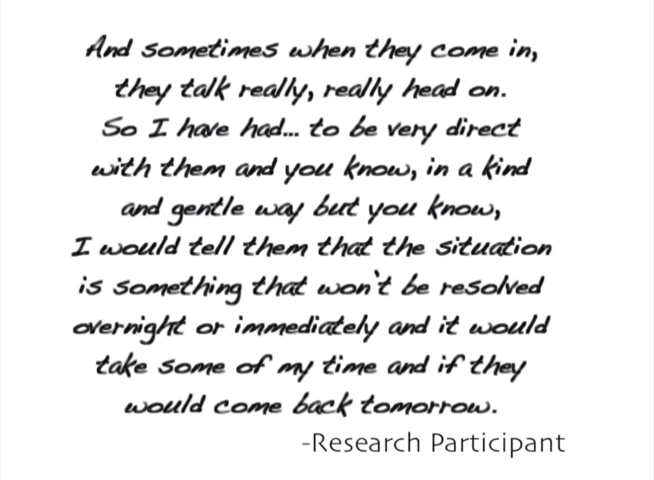 And sometimes when they come in,
they talk really, really head on.
So I have had... to be very direct
with them and you know, in a kind
and gentle way but you know,
I would tell them that the situation
is something that won't be resolved
overnight or immediately and it would
take some of my time and if they
would come back tomorrow.
-Research Participant